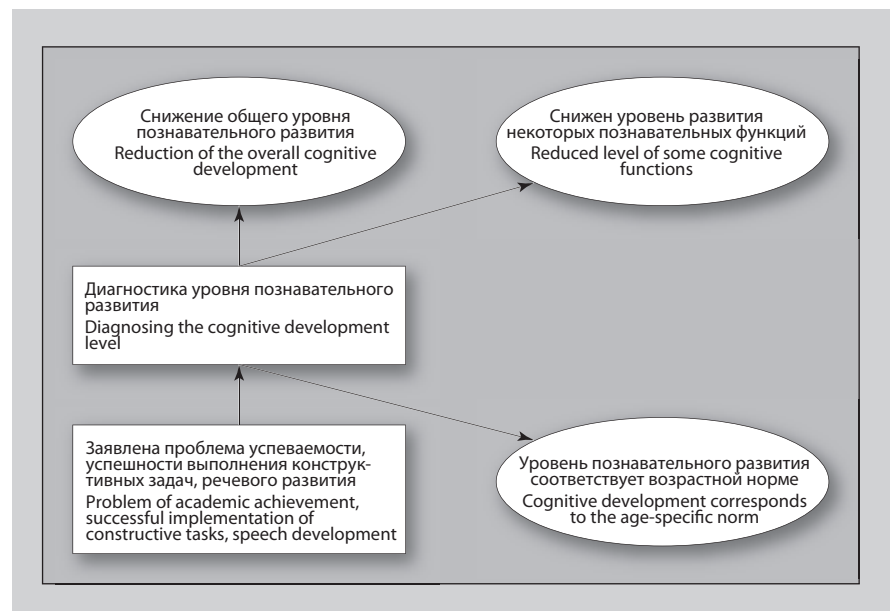 Снижение общего уровня
познавательного развития
Reduction of the overall cognitive
development
Снижен уровень развития
некоторых познавательных функций
Reduced level of some cognitive
functions
Диагностика уровня познавательного
развития
Diagnosing the cognitive development
level
Заявлена проблема успеваемости,
успешности выполнения конструк-
тивных задач, речевого развития
Problem of academic achievement,
successful implementation of
constructive tasks, speech development
Уровень познавательного развития
соответствует возрастной норме
Cognitive development corresponds
to the age-specific norm